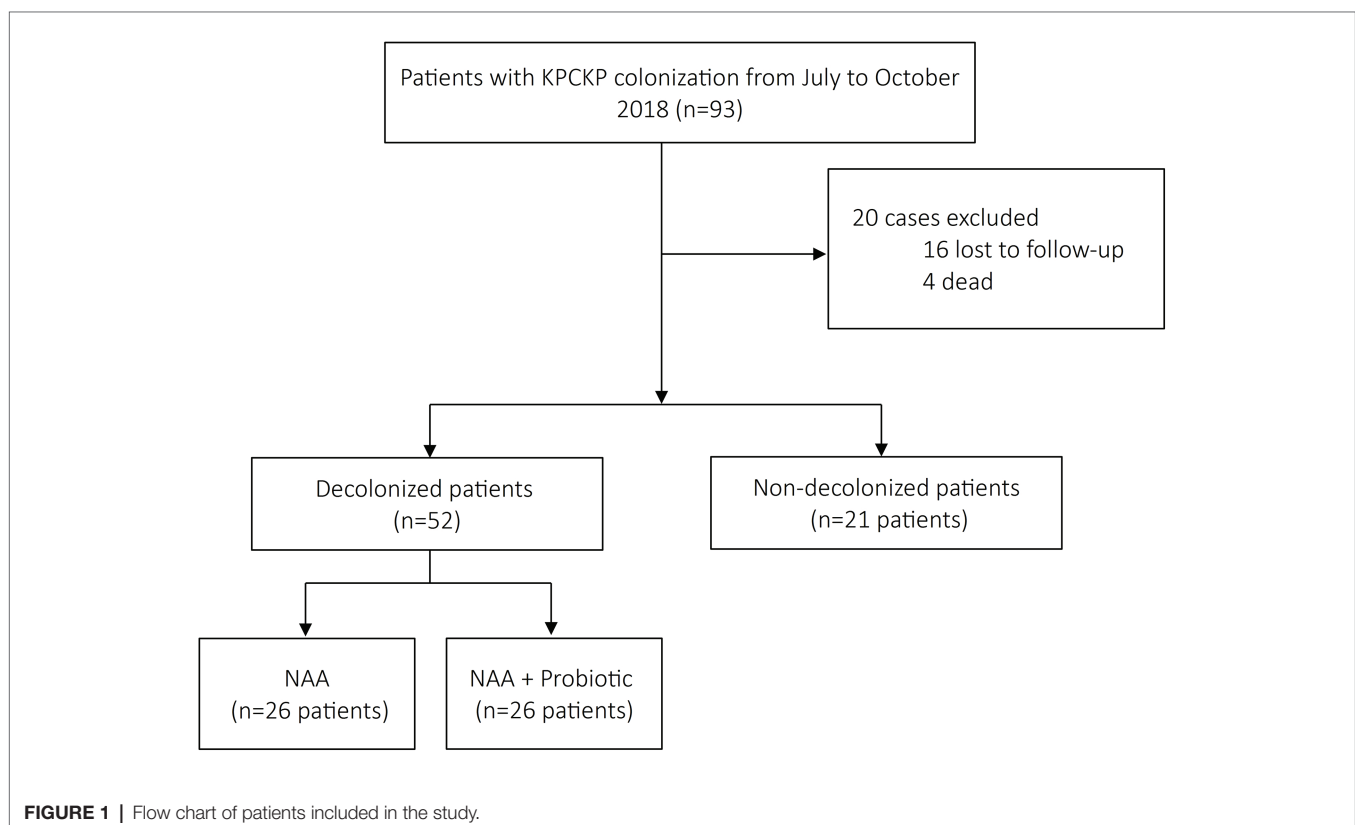 Patients with KPCKP colonization from July to October
2018 (n=93)
20 cases excluded
16 lost to follow-up
4 dead
Decolonized patients
(n=52)
Non-decolonized patients
(n=21 patients)
NAA
(n=26 patients)
NAA + Probiotic
(n=26 patients)
FIGURE 1 | Flow chart of patients included in the study.